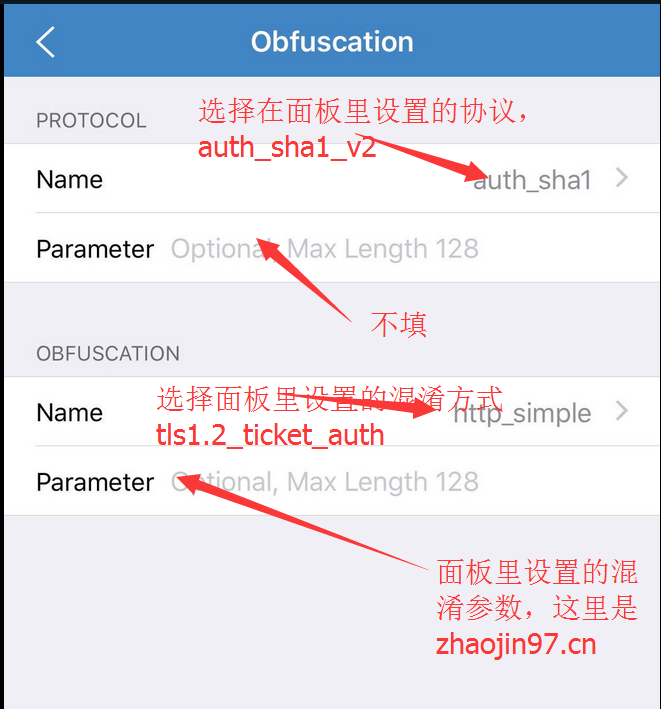 Obfuscation
PROTOCOL
选择在面板里设置的协议，
auth_sha1_v2
Name
auth_sha1
Parameter
Optional, Max Length 128
不填
OBFUSCATION
选择面板里设置的混淆方式
tls1.2_ticket_auth
Name
http_simple
Parameter
Optional, Max Length 128
面板里设置的混
淆参数，这里是
zhaojin97.cn